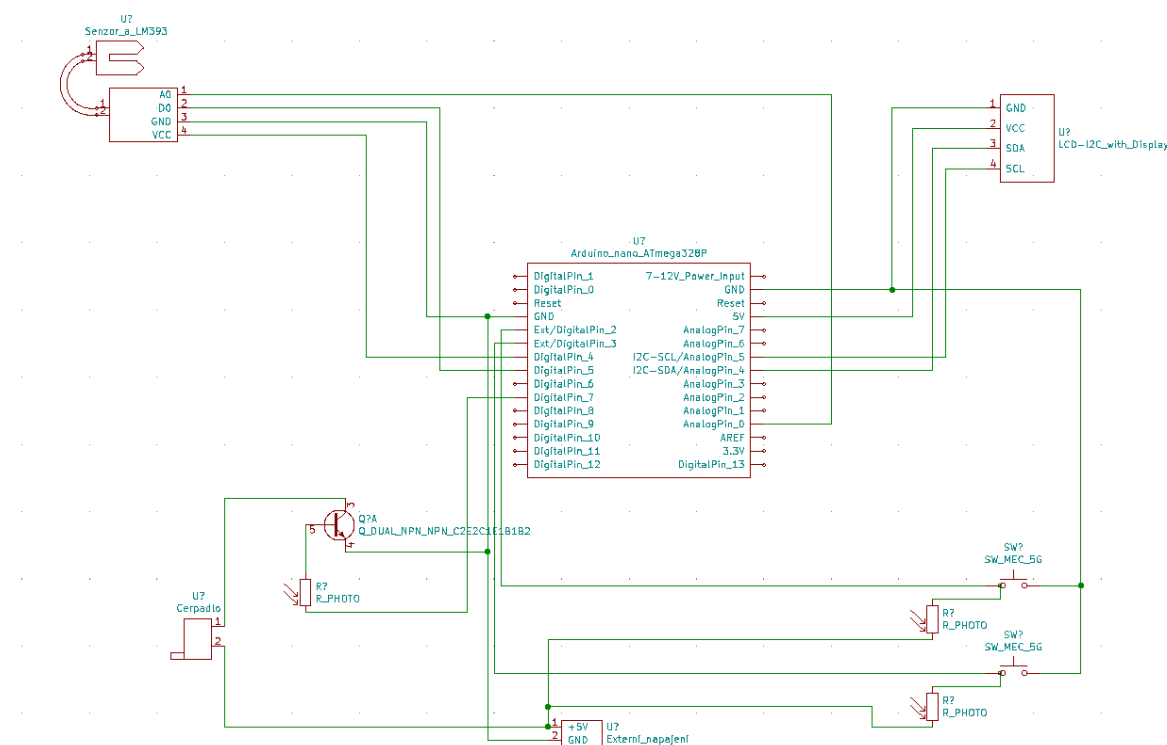 U?
Senzor_a_LM393
1
2
1
2
A0 1
D0 2
GND 3
VCC 4
1 GND
2 VCC
3 SDA
4 SCL
U?
LCD-I2C_with_Display
U?
Arduino_nano_ATmega328P
DigitalPin_1
DigitalPin_0
Reset
GND
Ext/DigitalPin_2
Ext/DigitalPin_3
DigitalPin_4
DigitalPin_5
DigitalPin_6
DigitalPin_7
DigitalPin_8
DigitalPin_9
DigitalPin_10
DigitalPin_11
DigitalPin_12
7-12V_Power_Input
GND
Reset
5V
AnalogPin_7
AnalogPin_6
I2C-SCL/AnalogPin_5
I2C-SDA/AnalogPin_4
AnalogPin_3
AnalogPin_2
AnalogPin_1
AnalogPin_0
AREF
3.3V
DigitalPin_13
3
5
4
Q?A
Q_DUAL_NPN_NPN_C2E2C1E1B1B2
R?
R_PHOTO
U?
Cerpadlo
1
2
SW?
SW_MEC_5G
R?
R_PHOTO
SW?
SW_MEC_5G
R?
R_PHOTO
1 +5V
2 GND
U?
Externí_napájení